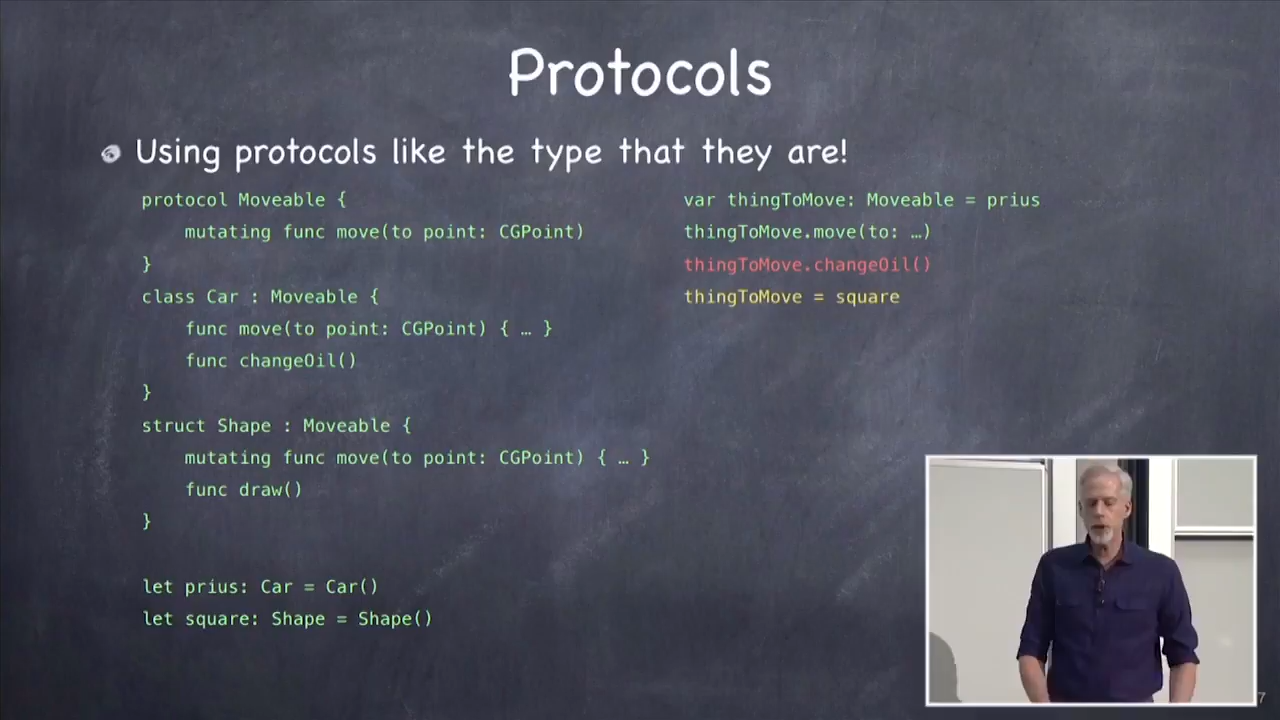 Protocols
Using protocols like the type that they are!
protocol Moveable {
mutating func move(to point: CGPoint)
}
class Car : Moveable {
func move(to point: CGPoint) { … }
func changeOil()
}
struct Shape : Moveable {
mutating func move(to point: CGPoint) { … }
func draw()
}
let prius: Car = Car()
let square: Shape = Shape()
var thingToMove: Moveable = prius
thingToMove.move(to: …)
thingToMove.changeOil()
thingToMove = square
7